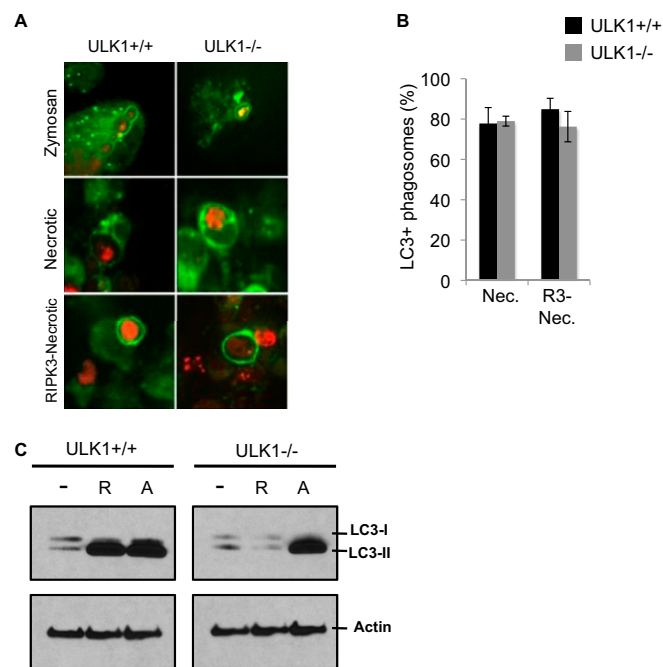 A
ULK1+/+ ULK1-/-
Zymosan
Necrotic
RIPK3-Necrotic
B
ULK1+/+
ULK1-/-
LC3+ phagosomes (%)
100
80
60
40
20
0
Nec. R3-
Nec.
C
ULK1+/+ ULK1-/-
- R A - R A
LC3-I
LC3-II
Actin